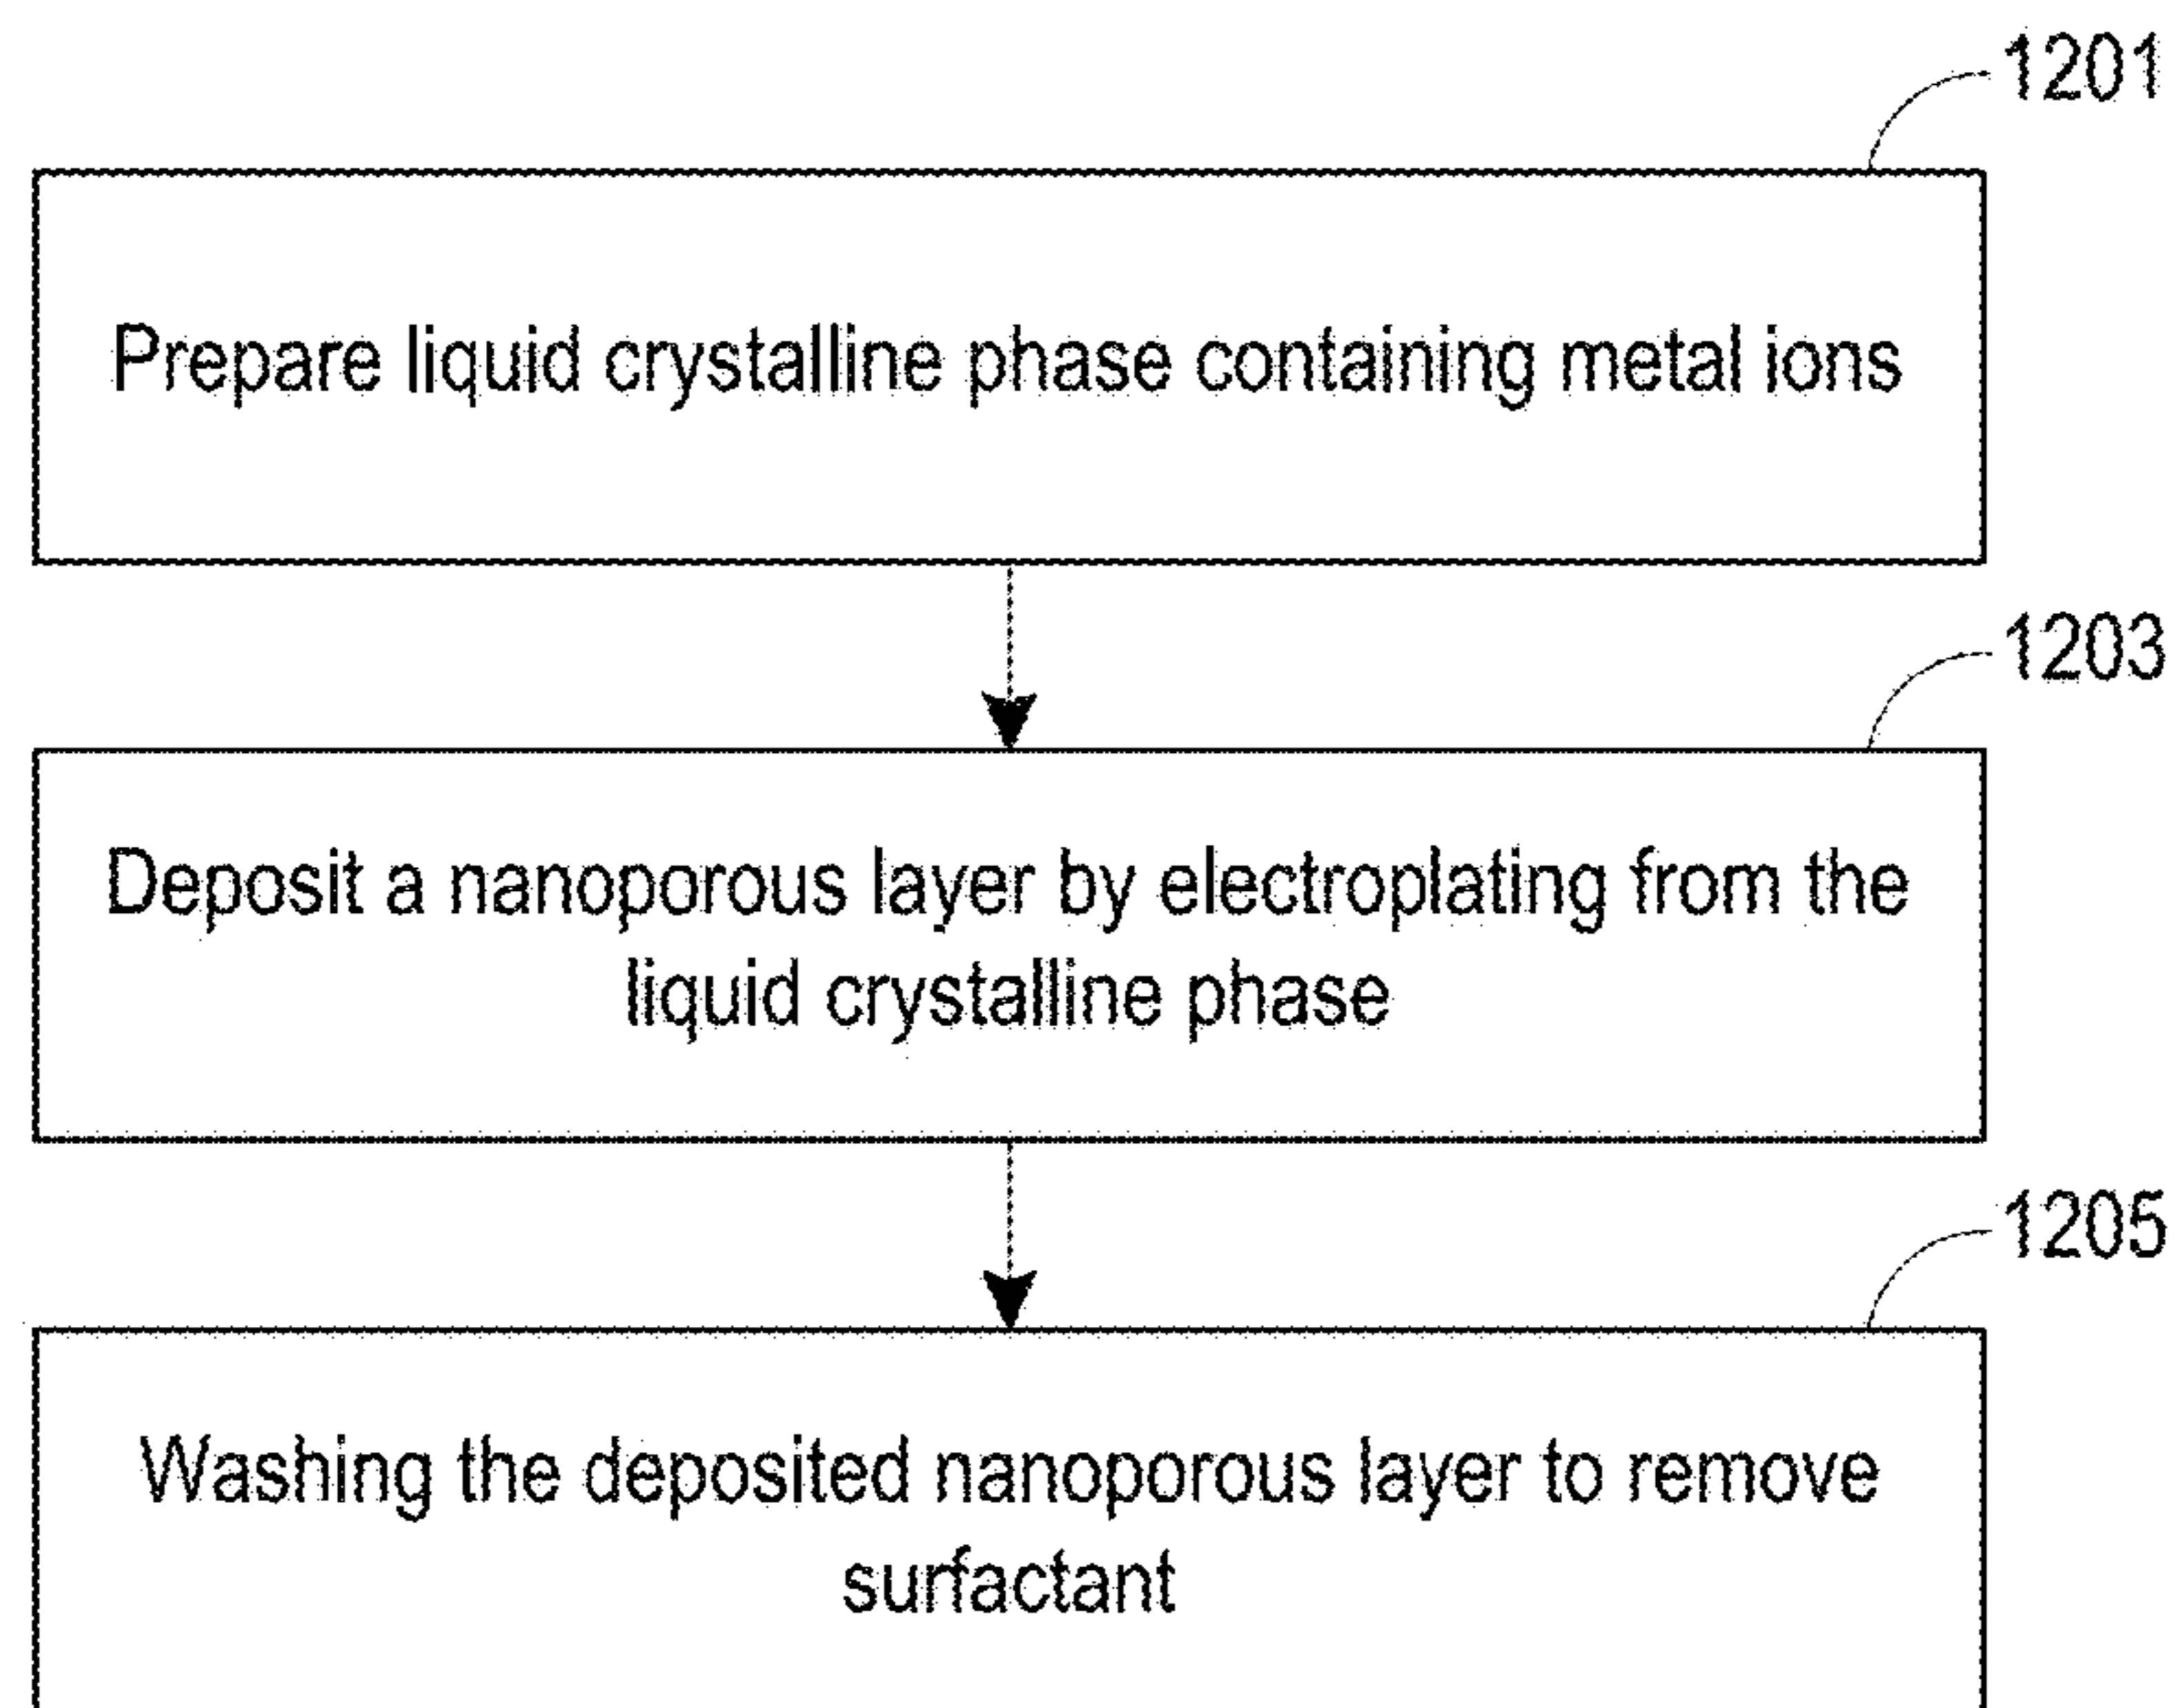 1201
Prepare liquid crystalline phase containing metal ions
1203
Deposit a nanoporous layer by electroplating from the
liquid crystalline phase
1205
Washing the deposited nanoporous layer to remove
surfactant